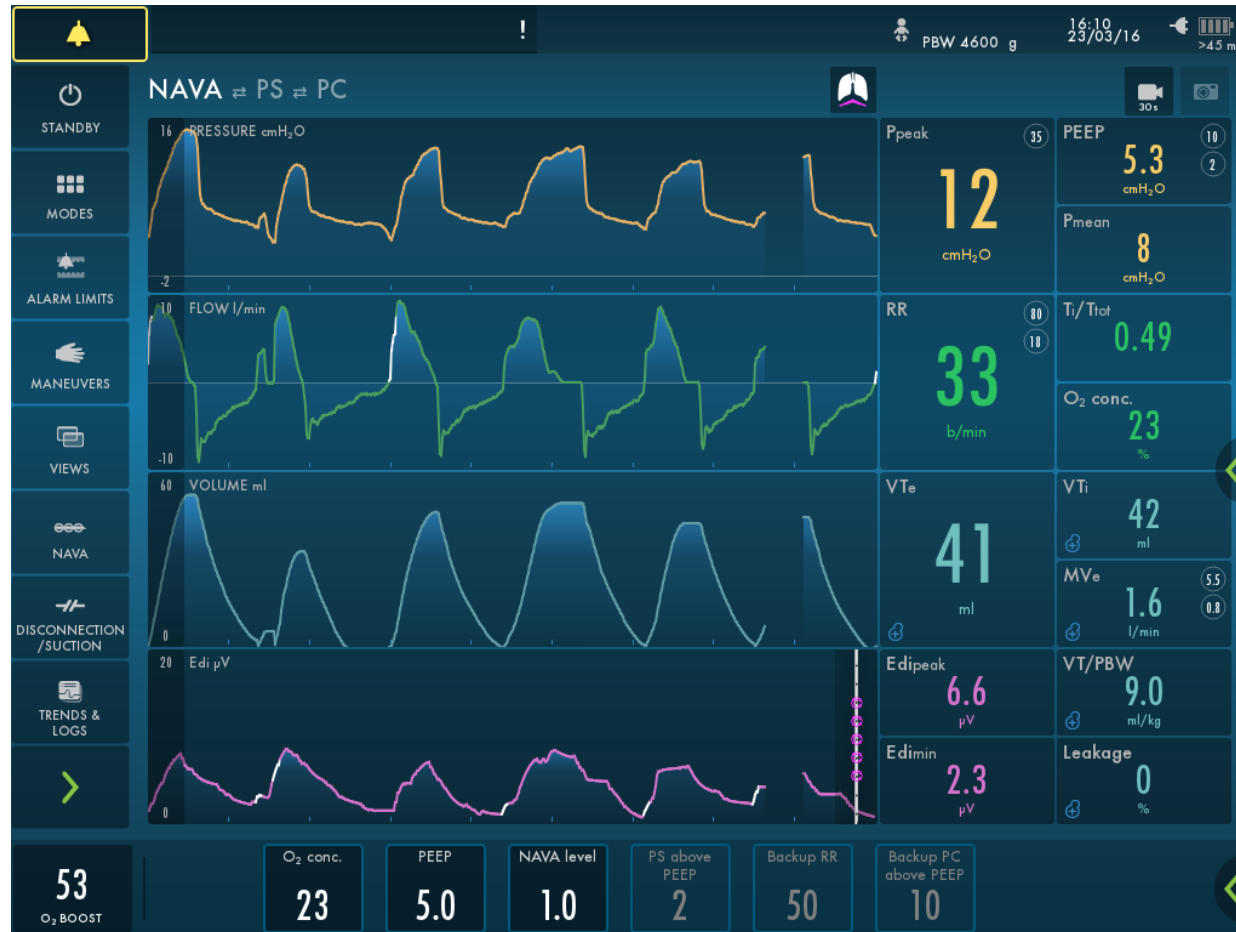 !
PBW 4600 g
16:10
23/03/16
>45 m
STANDBY
MODES
ALARM LIMITS
MANEUVERS
VIEWS
NAVA
DISCONNECTION
/SUCTION
TRENDS &
LOGS
NAVA ⇄ PS ⇄ PC
30s
16 PRESSURE cmH₂O
-2
10 FLOW l/min
-10
60 VOLUME ml
0
20 Edi µV
0
Ppeak 35
12
cmH₂O
PEEP 10
5.3 2
cmH₂O
Pmean
8
cmH₂O
RR 80
18
33
b/min
Ti/Ttot
0.49
O₂ conc.
23
%
VTe
41
ml
VTi
42
ml
MVe 5.5
1.6 0.8
l/min
Edipeak
6.6
µV
VT/PBW
9.0
ml/kg
Edimin
2.3
µV
Leakage
0
%
53
O₂ BOOST
O₂ conc.
23
PEEP
5.0
NAVA level
1.0
PS above
PEEP
2
Backup RR
50
Backup PC
above PEEP
10